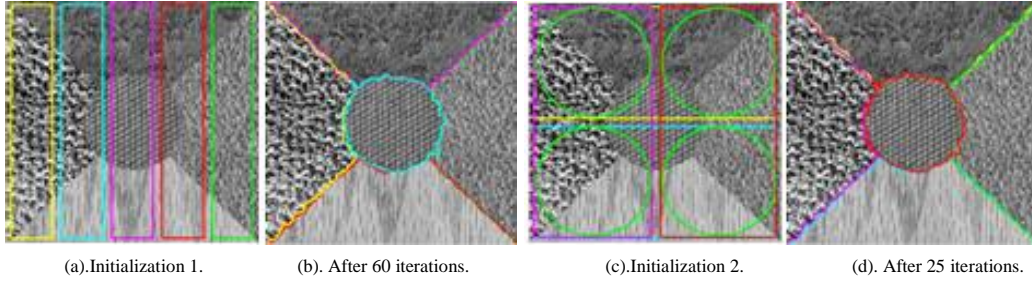 (a).Initialization 1.
(b). After 60 iterations.
(c).Initialization 2.
(d). After 25 iterations.